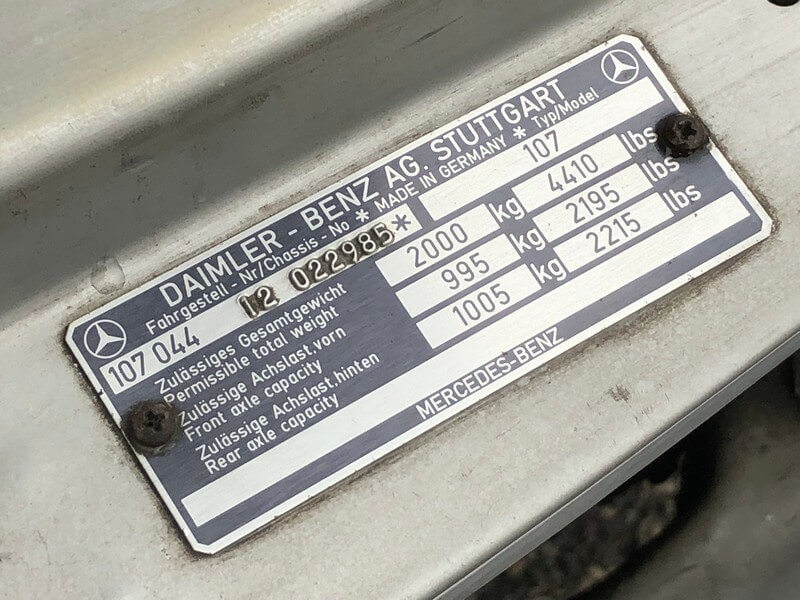 DAIMLER - BENZ AG. STUTTGART
Fahrgestell - Nr/Chassis - No * MADE IN GERMANY * Typ/Model
107 044 12 022985* 107
Zulässiges Gesamtgewicht
Permissible total weight 2000 kg 4410 lbs
Zulässige Achslast.vorn
Front axle capacity 995 kg 2195 lbs
Zulässige Achslast.hinten
Rear axle capacity 1005 kg 2215 lbs
MERCEDES-BENZ